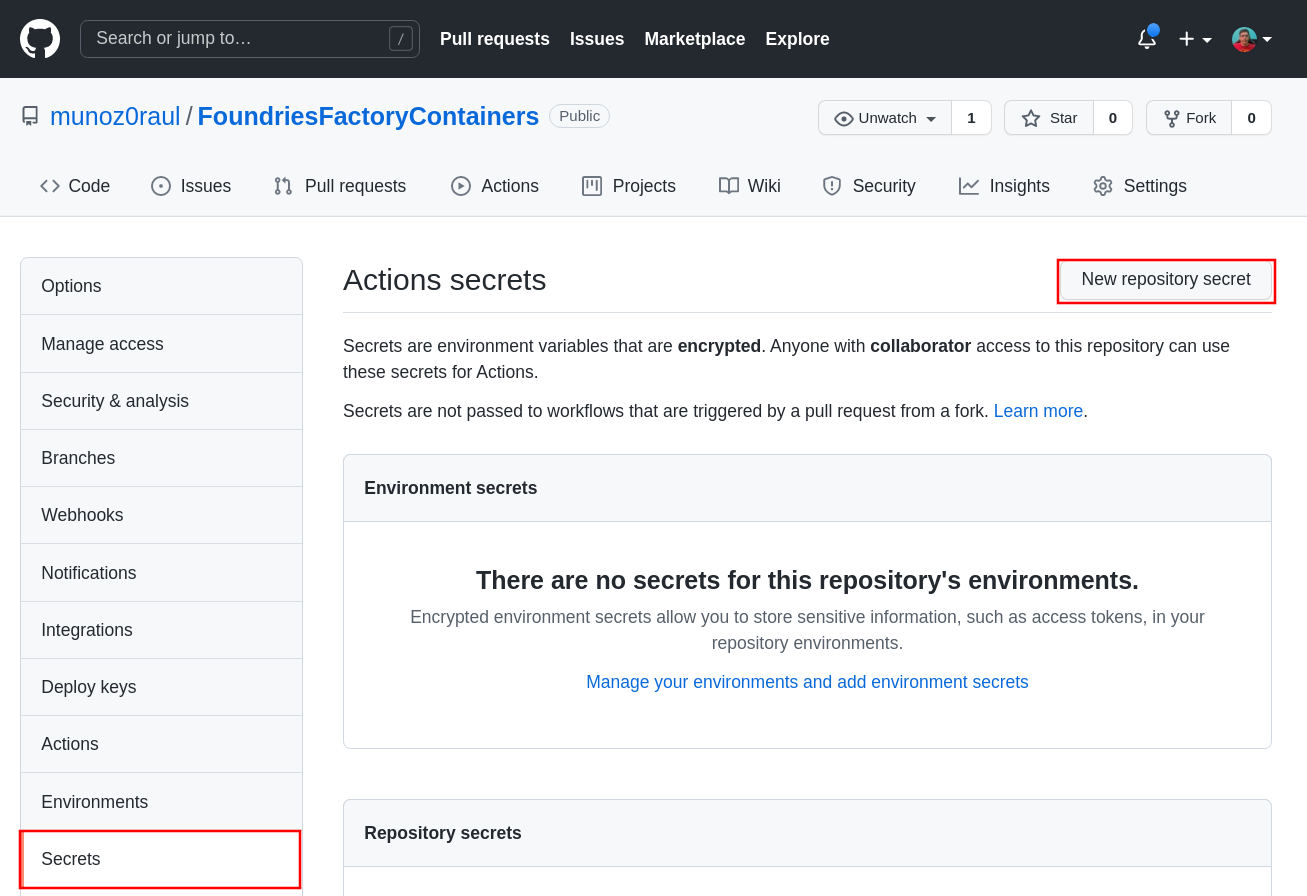 Search or jump to… /
Pull requests Issues Marketplace Explore
munoz0raul / FoundriesFactoryContainers Public
Unwatch 1 Star 0 Fork 0
Code Issues Pull requests Actions Projects Wiki Security Insights Settings
Options
Manage access
Security & analysis
Branches
Webhooks
Notifications
Integrations
Deploy keys
Actions
Environments
Secrets
Actions secrets
New repository secret
Secrets are environment variables that are encrypted. Anyone with collaborator access to this repository can use
these secrets for Actions.
Secrets are not passed to workflows that are triggered by a pull request from a fork. Learn more.
Environment secrets
There are no secrets for this repository's environments.
Encrypted environment secrets allow you to store sensitive information, such as access tokens, in your
repository environments.
Manage your environments and add environment secrets
Repository secrets